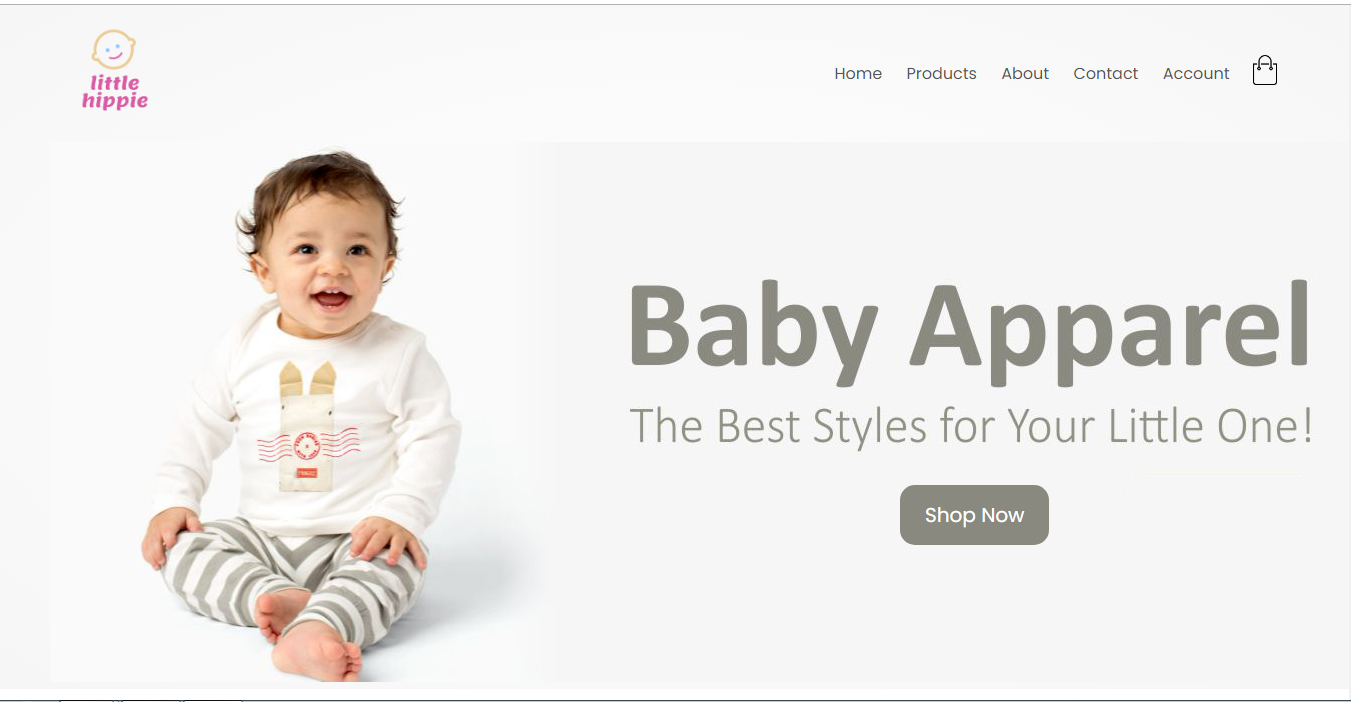 little
hippie
Home Products About Contact Account
Baby Apparel
The Best Styles for Your Little One!
Shop Now